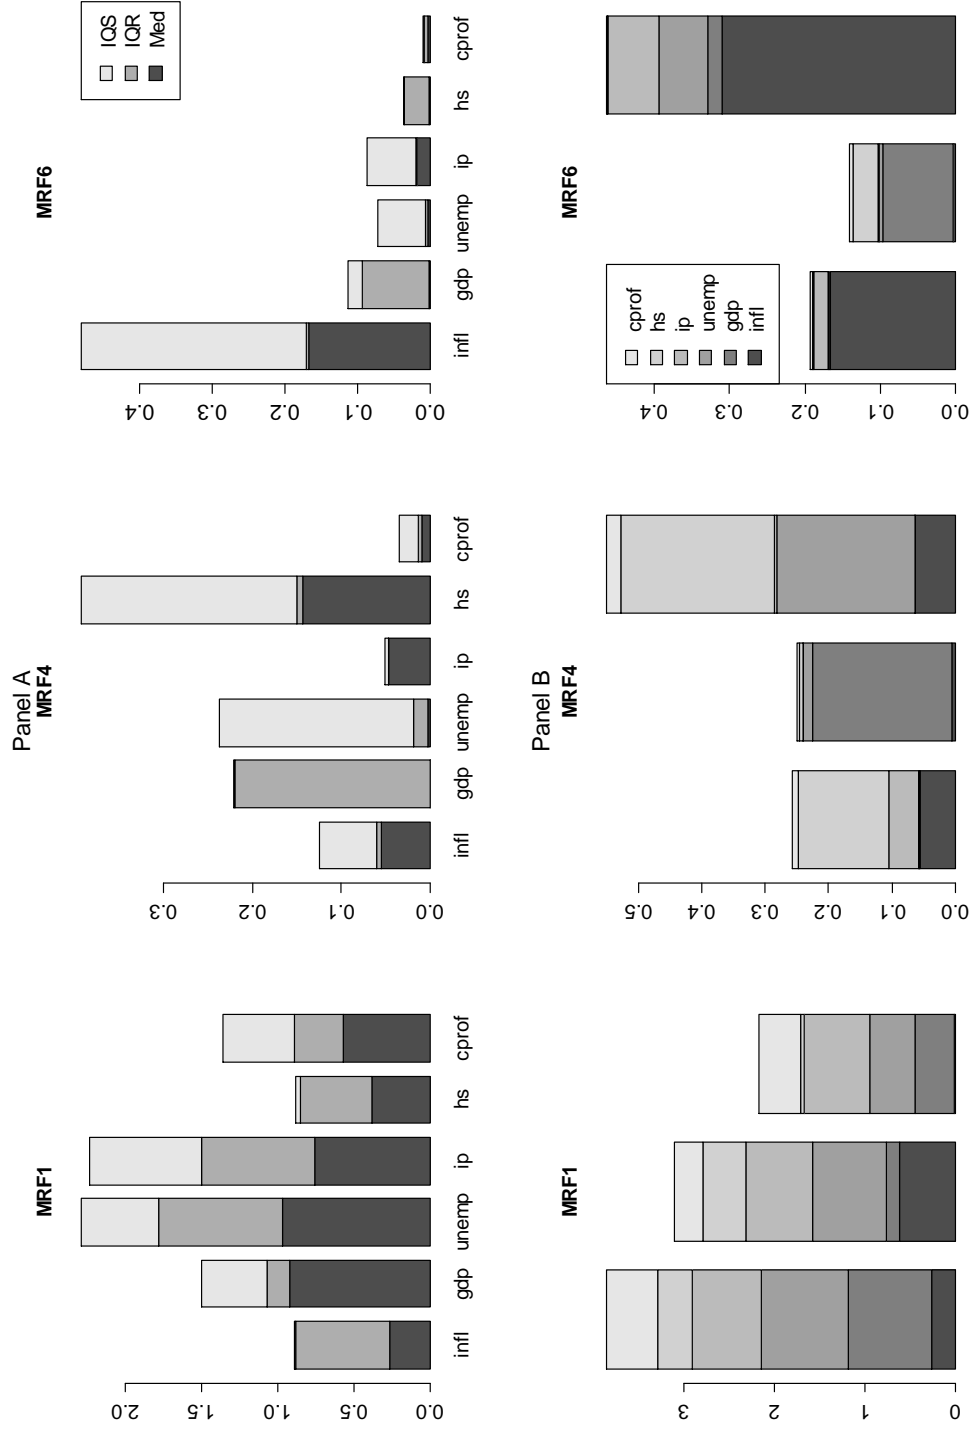 Panel A
MRF1
2.0
1.5
1.0
0.5
0.0
infl gdp unemp ip hs cprof
MRF4
0.3
0.2
0.1
0.0
infl gdp unemp ip hs cprof
MRF6
IQS
IQR
Med
0.4
0.3
0.2
0.1
0.0
infl gdp unemp ip hs cprof
Panel B
MRF1
3
2
1
0
MRF4
0.5
0.4
0.3
0.2
0.1
0.0
MRF6
cprof
hs
ip
unemp
gdp
infl
0.4
0.3
0.2
0.1
0.0